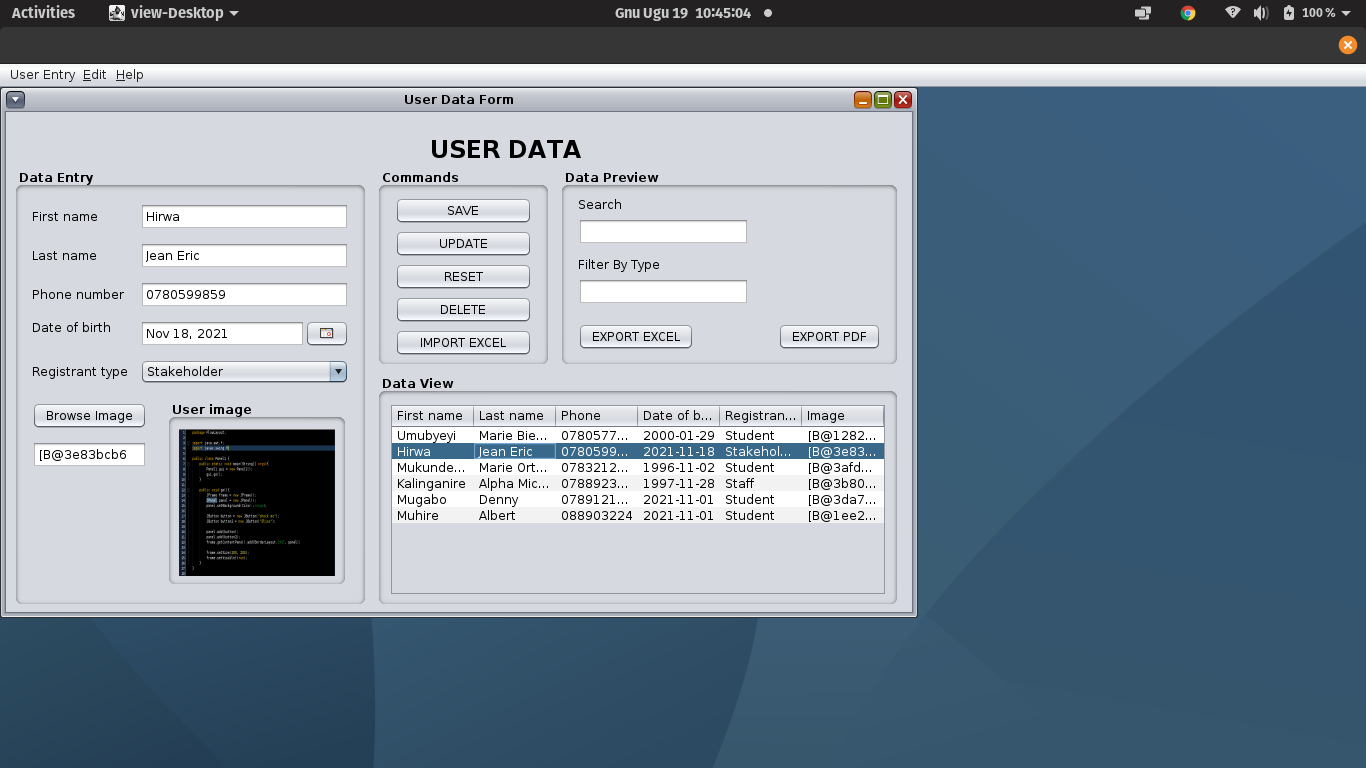 Activities view-Desktop Gnu Ugu 19 10:45:04 100 %
User Entry Edit Help
User Data Form
USER DATA
Data Entry
First name Hirwa
Last name Jean Eric
Phone number 0780599859
Date of birth Nov 18, 2021
Registrant type Stakeholder
Browse Image
[B@3e83bcb6
User image
Commands
SAVE
UPDATE
RESET
DELETE
IMPORT EXCEL
Data Preview
Search
Filter By Type
EXPORT EXCEL EXPORT PDF
Data View
First name Last name Phone Date of b... Registran... Image
Umubyeyi Marie Bie... 0780577... 2000-01-29 Student [B@1282...
Hirwa Jean Eric 0780599... 2021-11-18 Stakehol... [B@3e83...
Mukunde... Marie Ort... 0783212... 1996-11-02 Student [B@3afd...
Kalinganire Alpha Mic... 0788923... 1997-11-28 Staff [B@3b80...
Mugabo Denny 0789121... 2021-11-01 Student [B@3da7...
Muhire Albert 088903224 2021-11-01 Student [B@1ee2...